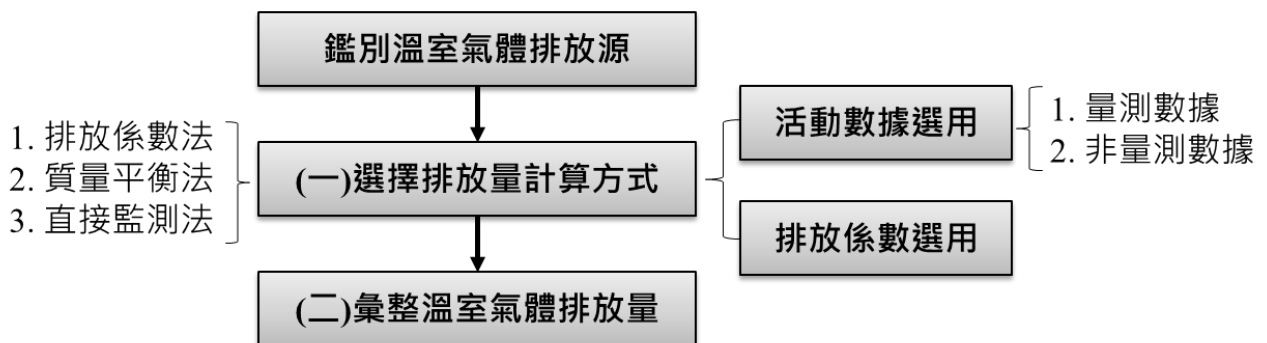 鑑別溫室氣體排放源
1. 排放係數法
2. 質量平衡法
3. 直接監測法
(一)選擇排放量計算方式
活動數據選用
1. 量測數據
2. 非量測數據
排放係數選用
(二)彙整溫室氣體排放量